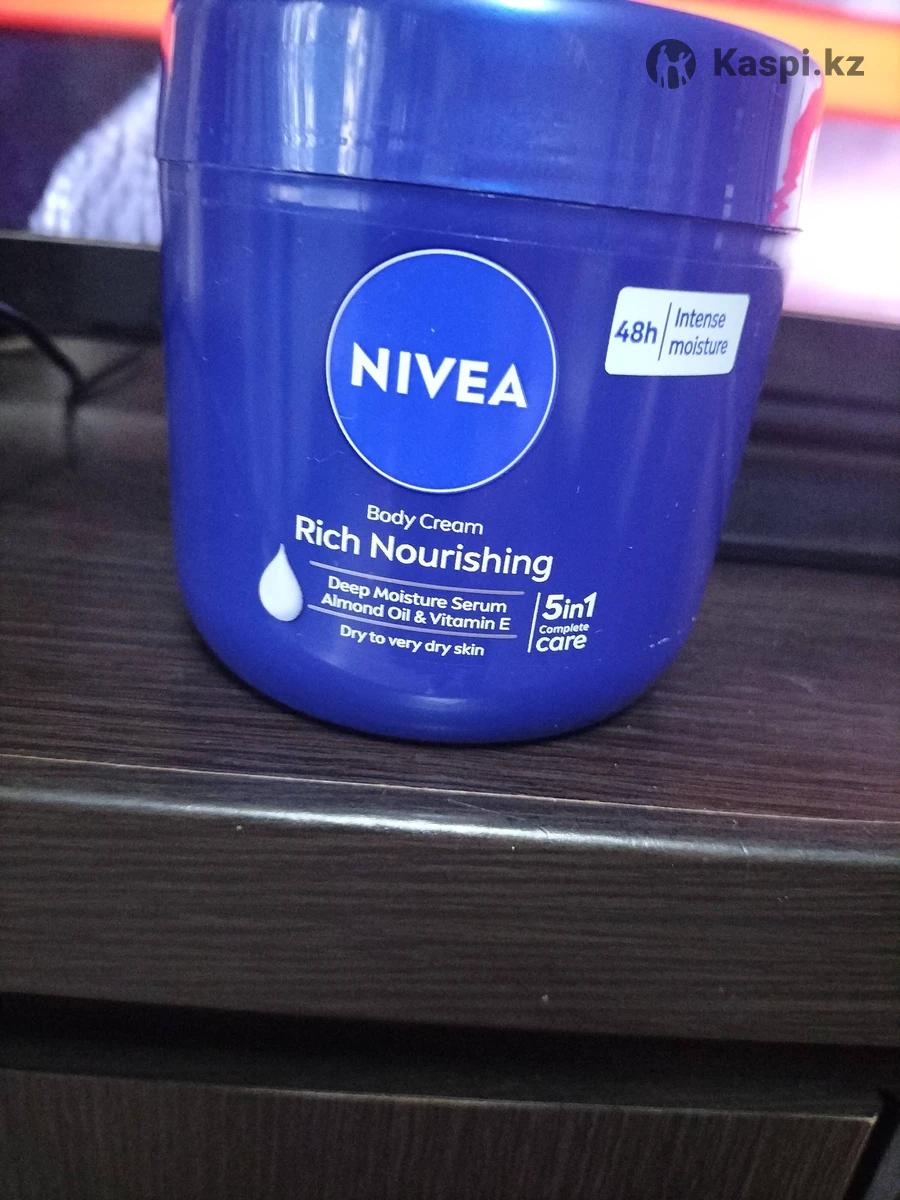 Kaspi.kz
NIVEA
48h
Intense
moisture
Body Cream
Rich Nourishing
Deep Moisture Serum
Almond Oil & Vitamin E
Dry to very dry skin
5in1
Complete
care